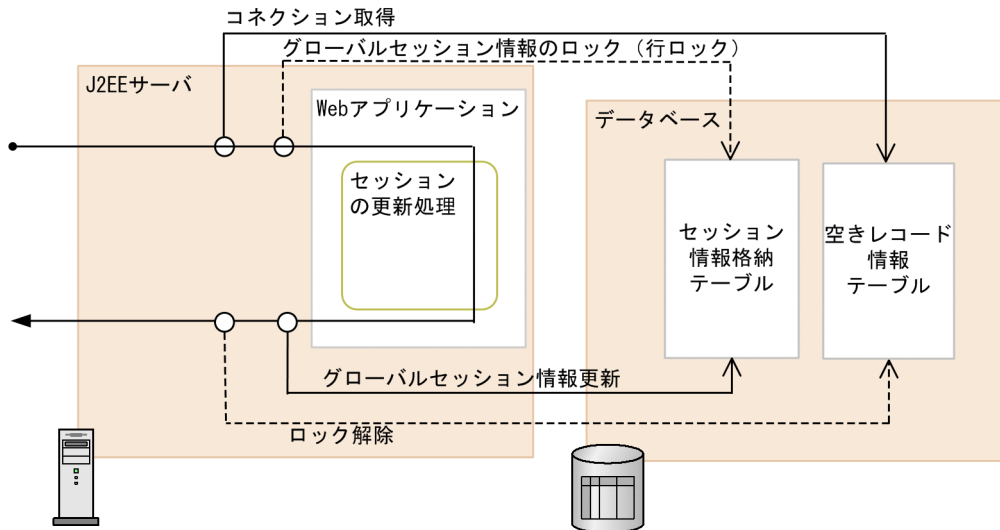 コネクション取得
グローバルセッション情報のロック（行ロック）
J2EEサーバ
Webアプリケーション
データベース
セッション
の更新処理
セッション
情報格納
テーブル
空きレコード
情報
テーブル
グローバルセッション情報更新
ロック解除